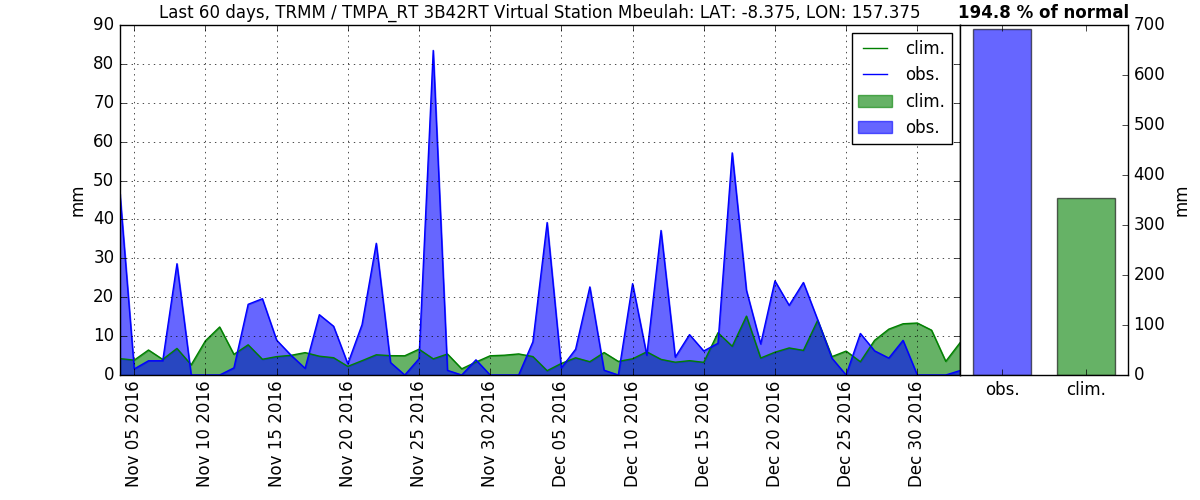 Last 60 days, TRMM / TMPA_RT 3B42RT Virtual Station Mbeulah: LAT: -8.375, LON: 157.375
194.8 % of normal
90
80
70
60
50
40
30
20
10
0
mm
clim.
obs.
clim.
obs.
Nov 05 2016
Nov 10 2016
Nov 15 2016
Nov 20 2016
Nov 25 2016
Nov 30 2016
Dec 05 2016
Dec 10 2016
Dec 15 2016
Dec 20 2016
Dec 25 2016
Dec 30 2016
700
600
500
400
300
200
100
0
mm
obs.
clim.